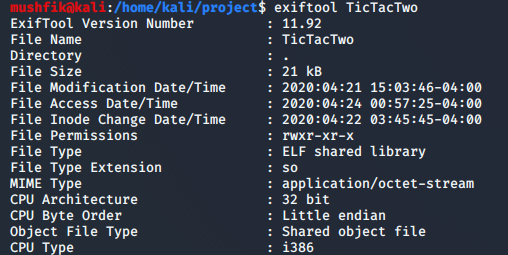 mushfik@kali:/home/kali/project$ exiftool TicTacTwo
ExifTool Version Number : 11.92
File Name : TicTacTwo
Directory : .
File Size : 21 kB
File Modification Date/Time : 2020:04:21 15:03:46-04:00
File Access Date/Time : 2020:04:24 00:57:25-04:00
File Inode Change Date/Time : 2020:04:22 03:45:45-04:00
File Permissions : rwxr-xr-x
File Type : ELF shared library
File Type Extension : so
MIME Type : application/octet-stream
CPU Architecture : 32 bit
CPU Byte Order : Little endian
Object File Type : Shared object file
CPU Type : i386